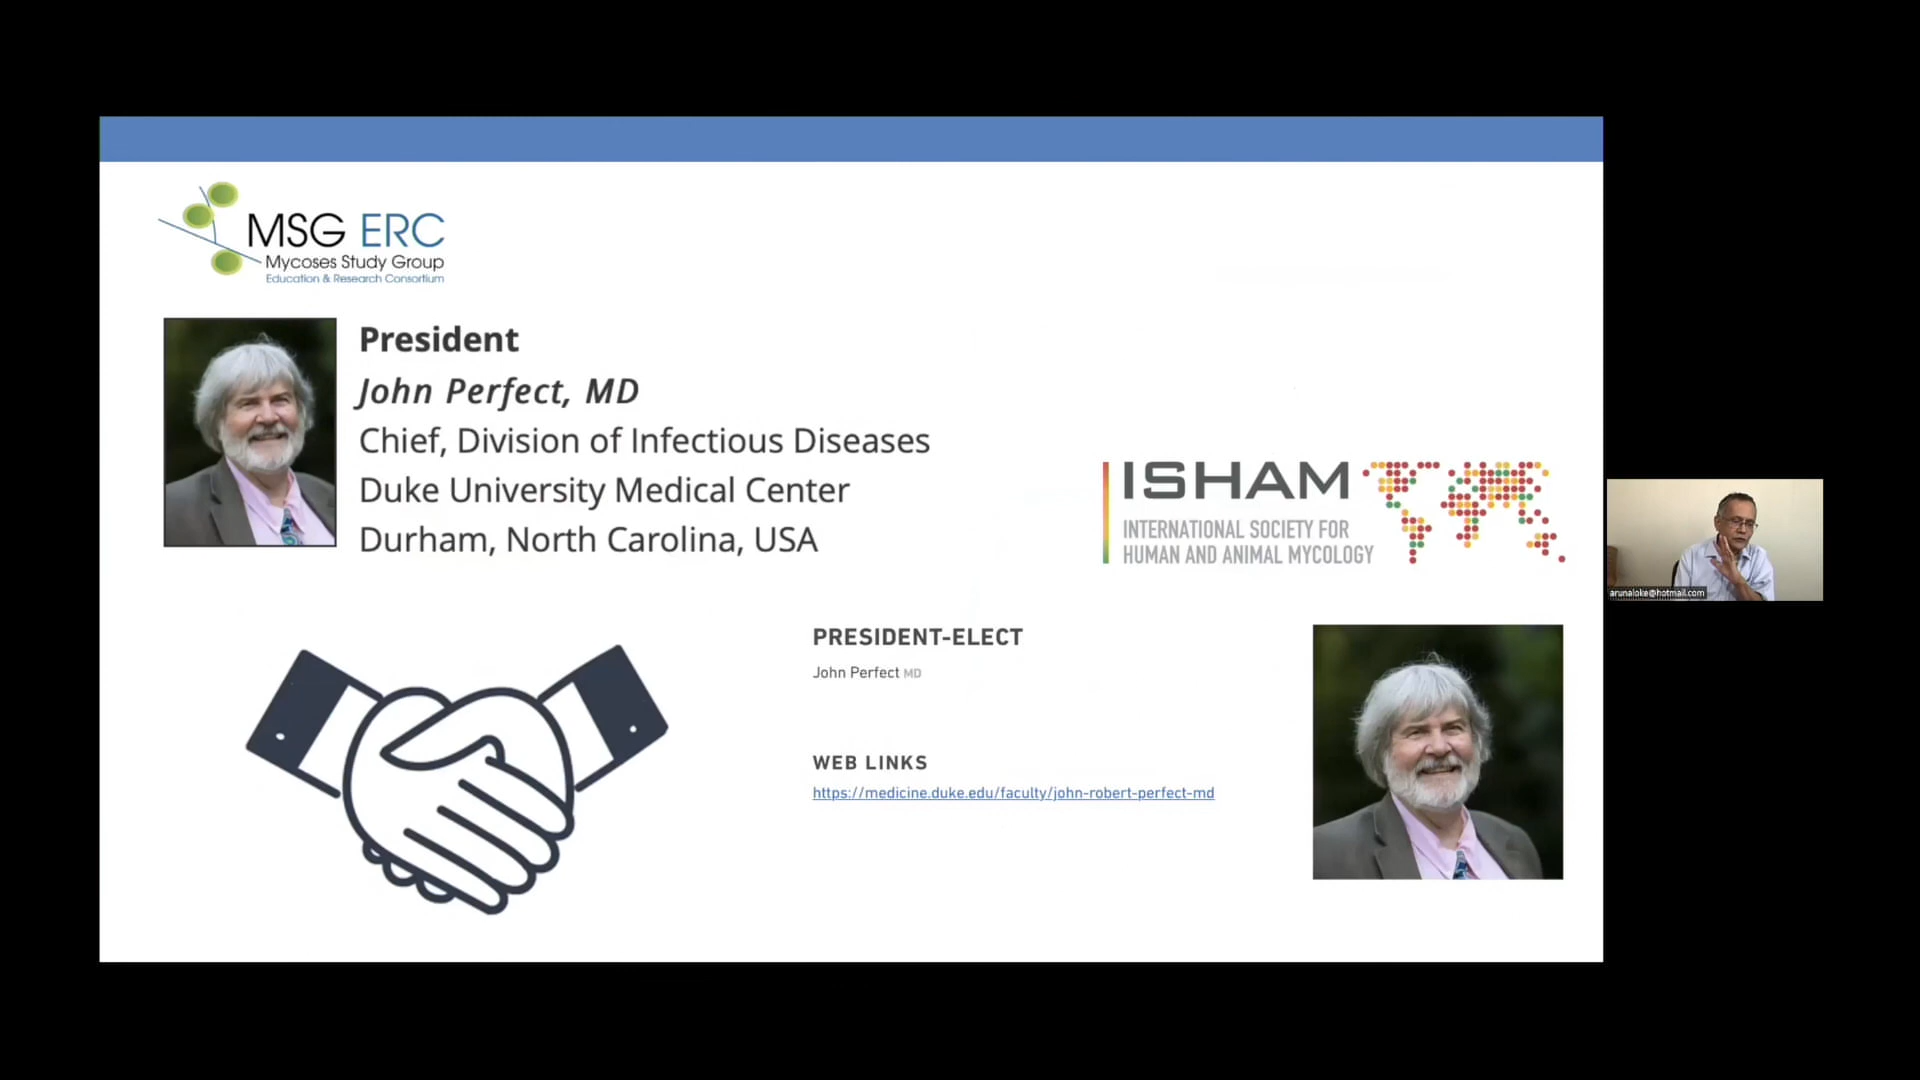 MSG ERC
Mycoses Study Group
Education & Research Consortium
President
John Perfect, MD
Chief, Division of Infectious Diseases
Duke University Medical Center
Durham, North Carolina, USA
ISHAM
INTERNATIONAL SOCIETY FOR
HUMAN AND ANIMAL MYCOLOGY
PRESIDENT-ELECT
John Perfect MD
WEB LINKS
https://medicine.duke.edu/faculty/john-robert-perfect-md
arunaloke@hotmail.com